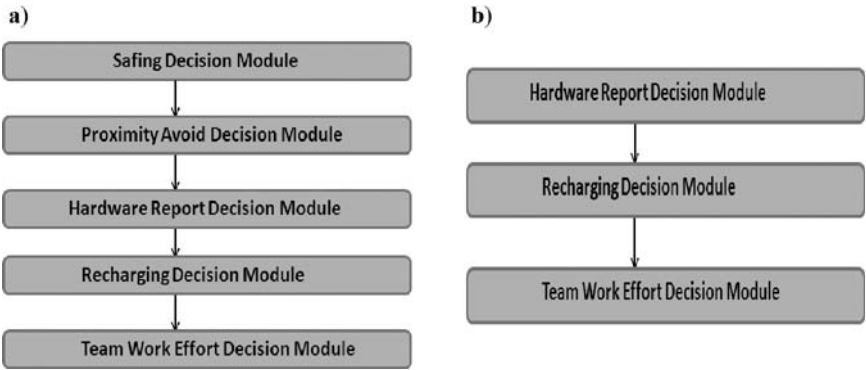 a)
Safing Decision Module
Proximity Avoid Decision Module
Hardware Report Decision Module
Recharging Decision Module
Team Work Effort Decision Module
b)
Hardware Report Decision Module
Recharging Decision Module
Team Work Effort Decision Module